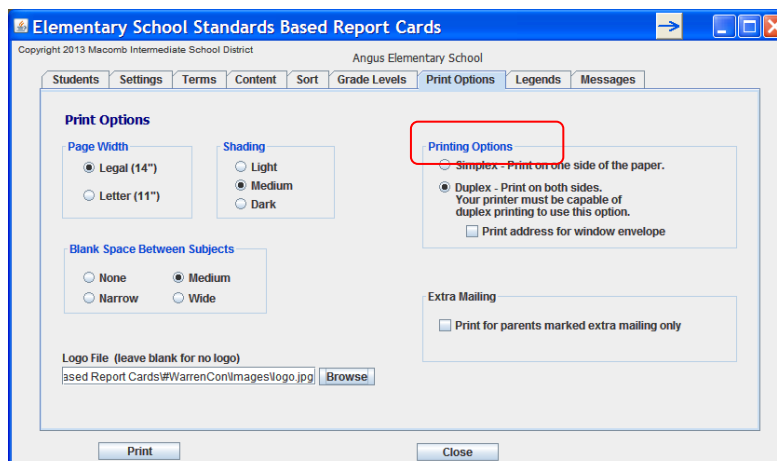 Elementary School Standards Based Report Cards
Copyright 2013 Macomb Intermediate School District
Angus Elementary School
Students Settings Terms Content Sort Grade Levels Print Options Legends Messages
Print Options
Page Width
Legal (14")
Letter (11")
Shading
Light
Medium
Dark
Printing Options
Simplex - Print on one side of the paper.
Duplex - Print on both sides.
Your printer must be capable of
duplex printing to use this option.
Print address for window envelope
Blank Space Between Subjects
None Medium
Narrow Wide
Extra Mailing
Print for parents marked extra mailing only
Logo File (leave blank for no logo)
ased Report Cards\#WarrenCon\Images\logo.jpg Browse
Print Close